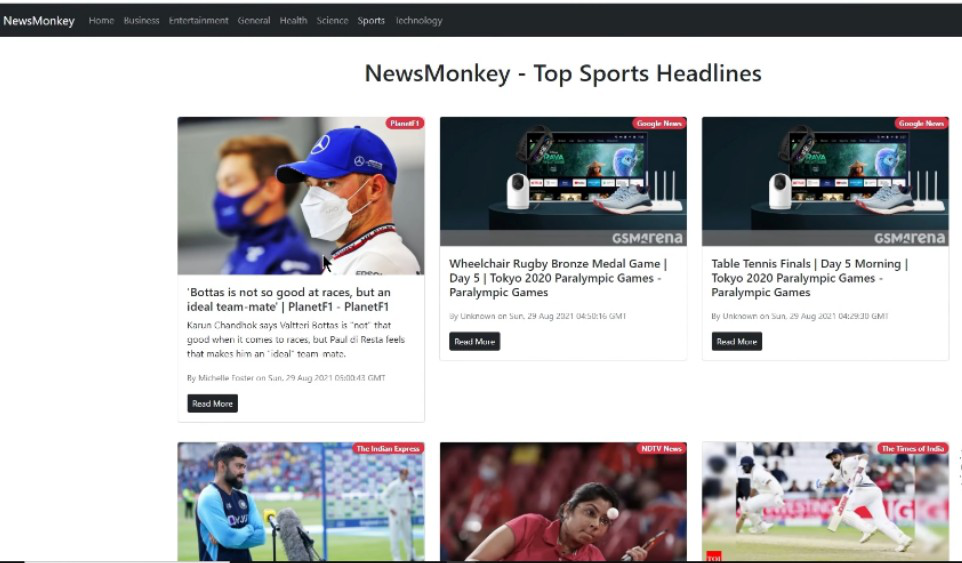 NewsMonkey Home Business Entertainment General Health Science Sports Technology
NewsMonkey - Top Sports Headlines
PlanetF1
'Bottas is not so good at races, but an
ideal team-mate' | PlanetF1 - PlanetF1
Karun Chandhok says Valtteri Bottas is "not" that
good when it comes to races, but Paul di Resta feels
that makes him an "ideal" team-mate.
By Michelle Foster on Sun, 29 Aug 2021 05:00:43 GMT
Read More
Google News
GSMArena
Wheelchair Rugby Bronze Medal Game |
Day 5 | Tokyo 2020 Paralympic Games -
Paralympic Games
By Unknown on Sun, 29 Aug 2021 04:50:16 GMT
Read More
Google News
GSMArena
Table Tennis Finals | Day 5 Morning |
Tokyo 2020 Paralympic Games -
Paralympic Games
By Unknown on Sun, 29 Aug 2021 04:29:30 GMT
Read More
The Indian Express
NDTV News
The Times of India
TOI